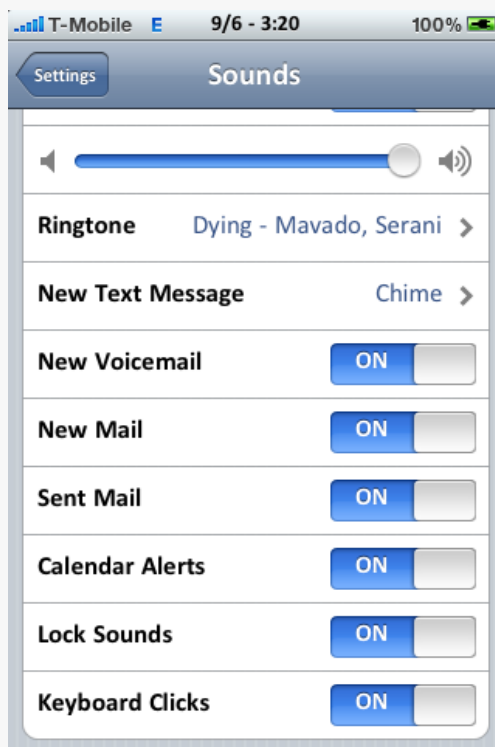 T-Mobile E 9/6 - 3:20 100%
Settings Sounds
Ringtone Dying - Mavado, Serani
New Text Message Chime
New Voicemail ON
New Mail ON
Sent Mail ON
Calendar Alerts ON
Lock Sounds ON
Keyboard Clicks ON